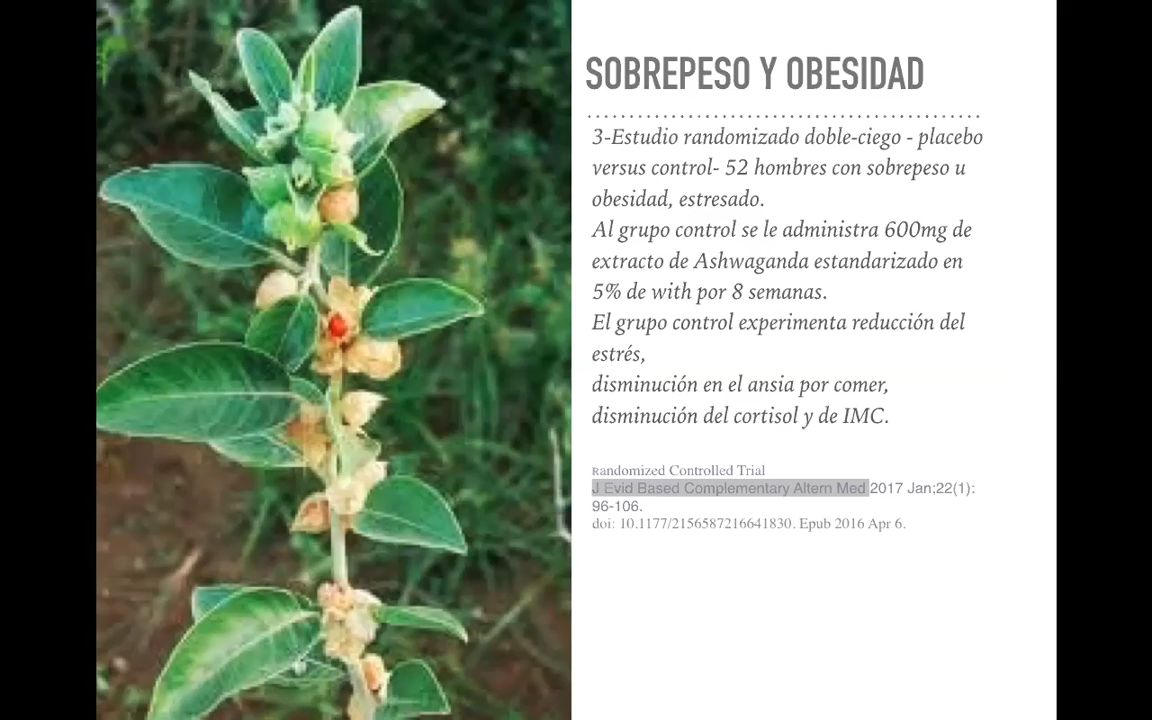 SOBREPESO Y OBESIDAD
3-Estudio randomizado doble-ciego - placebo
versus control- 52 hombres con sobrepeso u
obesidad, estresado.
Al grupo control se le administra 600mg de
extracto de Ashwaganda estandarizado en
5% de with por 8 semanas.
El grupo control experimenta reducción del
estrés,
disminución en el ansia por comer,
disminución del cortisol y de IMC.
Randomized Controlled Trial
J Evid Based Complementary Altern Med 2017 Jan;22(1):
96-106.
doi: 10.1177/2156587216641830. Epub 2016 Apr 6.